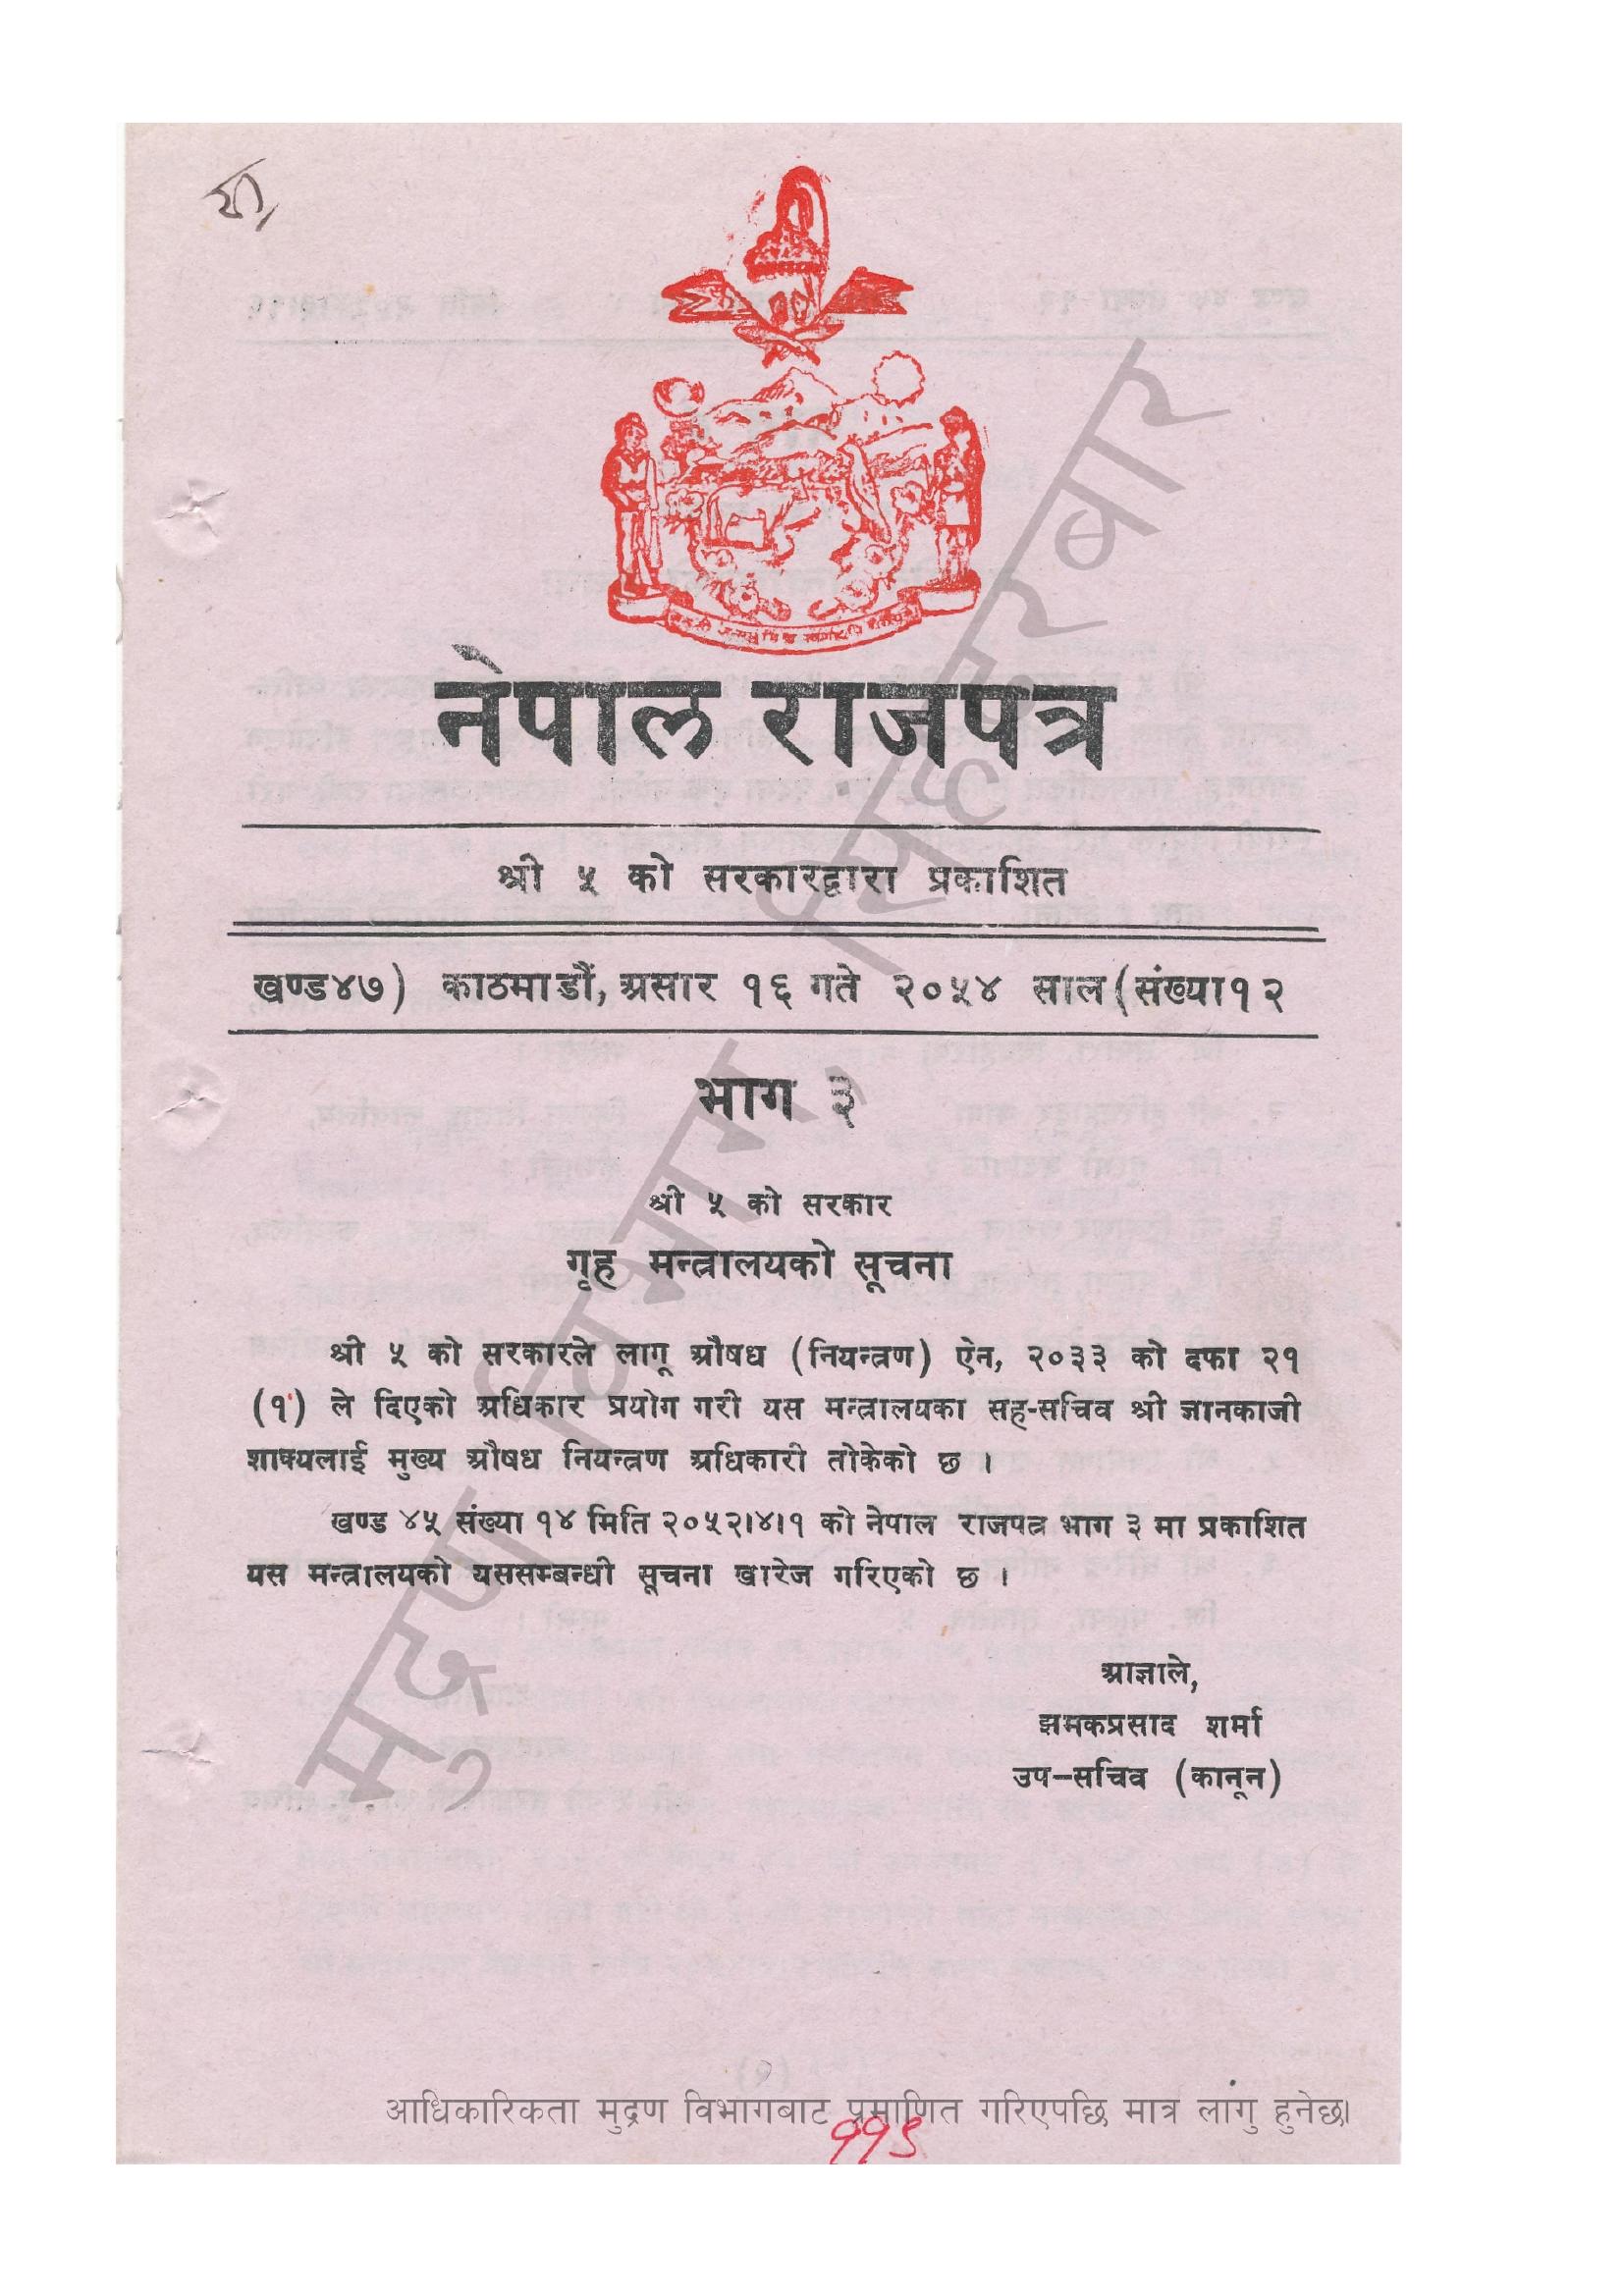 नेपाल राजपत्र
श्री ५ को सरकारद्वारा प्रकाशित
खण्ड४७) काठमाडौं, असार १६ गते २०५४ साल (संख्या१२
भाग ३
श्री ५ को सरकार
गृह मन्त्रालयको सूचना
श्री ५ को सरकारले लागू औषध (नियन्त्रण) ऐन, २०३३ को दफा २१
(१) ले दिएको अधिकार प्रयोग गरी यस मन्त्रालयका सह-सचिव श्री ज्ञानकाजी
शाक्यलाई मुख्य औषध नियन्त्रण अधिकारी तोकेको छ ।
खण्ड ४५ संख्या १४ मिति २०५२।४।१ को नेपाल राजपत्र भाग ३ मा प्रकाशित
यस मन्त्रालयको यससम्बन्धी सूचना खारेज गरिएको छ ।
आज्ञाले,
झमकप्रसाद शर्मा
उप-सचिव (कानून)
मुद्रण विभाग, सिंहदरबार
आधिकारिकता मुद्रण विभागबाट प्रमाणित गरिएपछि मात्र लागु हुनेछ।